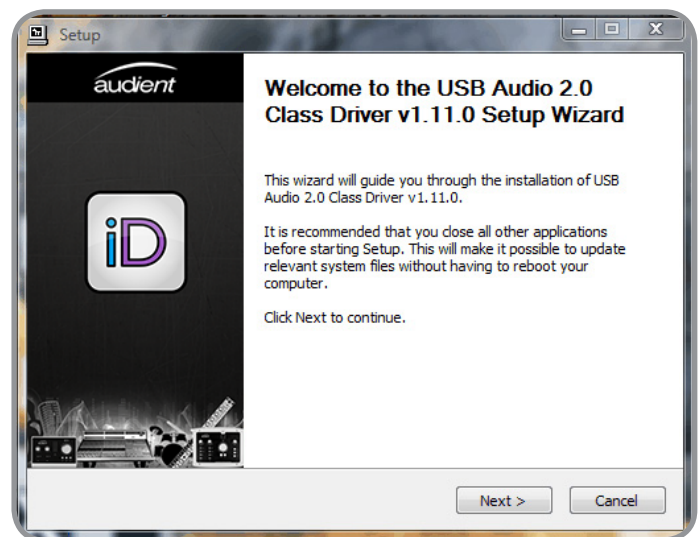 Setup
audient
iD
Welcome to the USB Audio 2.0
Class Driver v1.11.0 Setup Wizard
This wizard will guide you through the installation of USB
Audio 2.0 Class Driver v1.11.0.
It is recommended that you close all other applications
before starting Setup. This will make it possible to update
relevant system files without having to reboot your
computer.
Click Next to continue.
Next >
Cancel